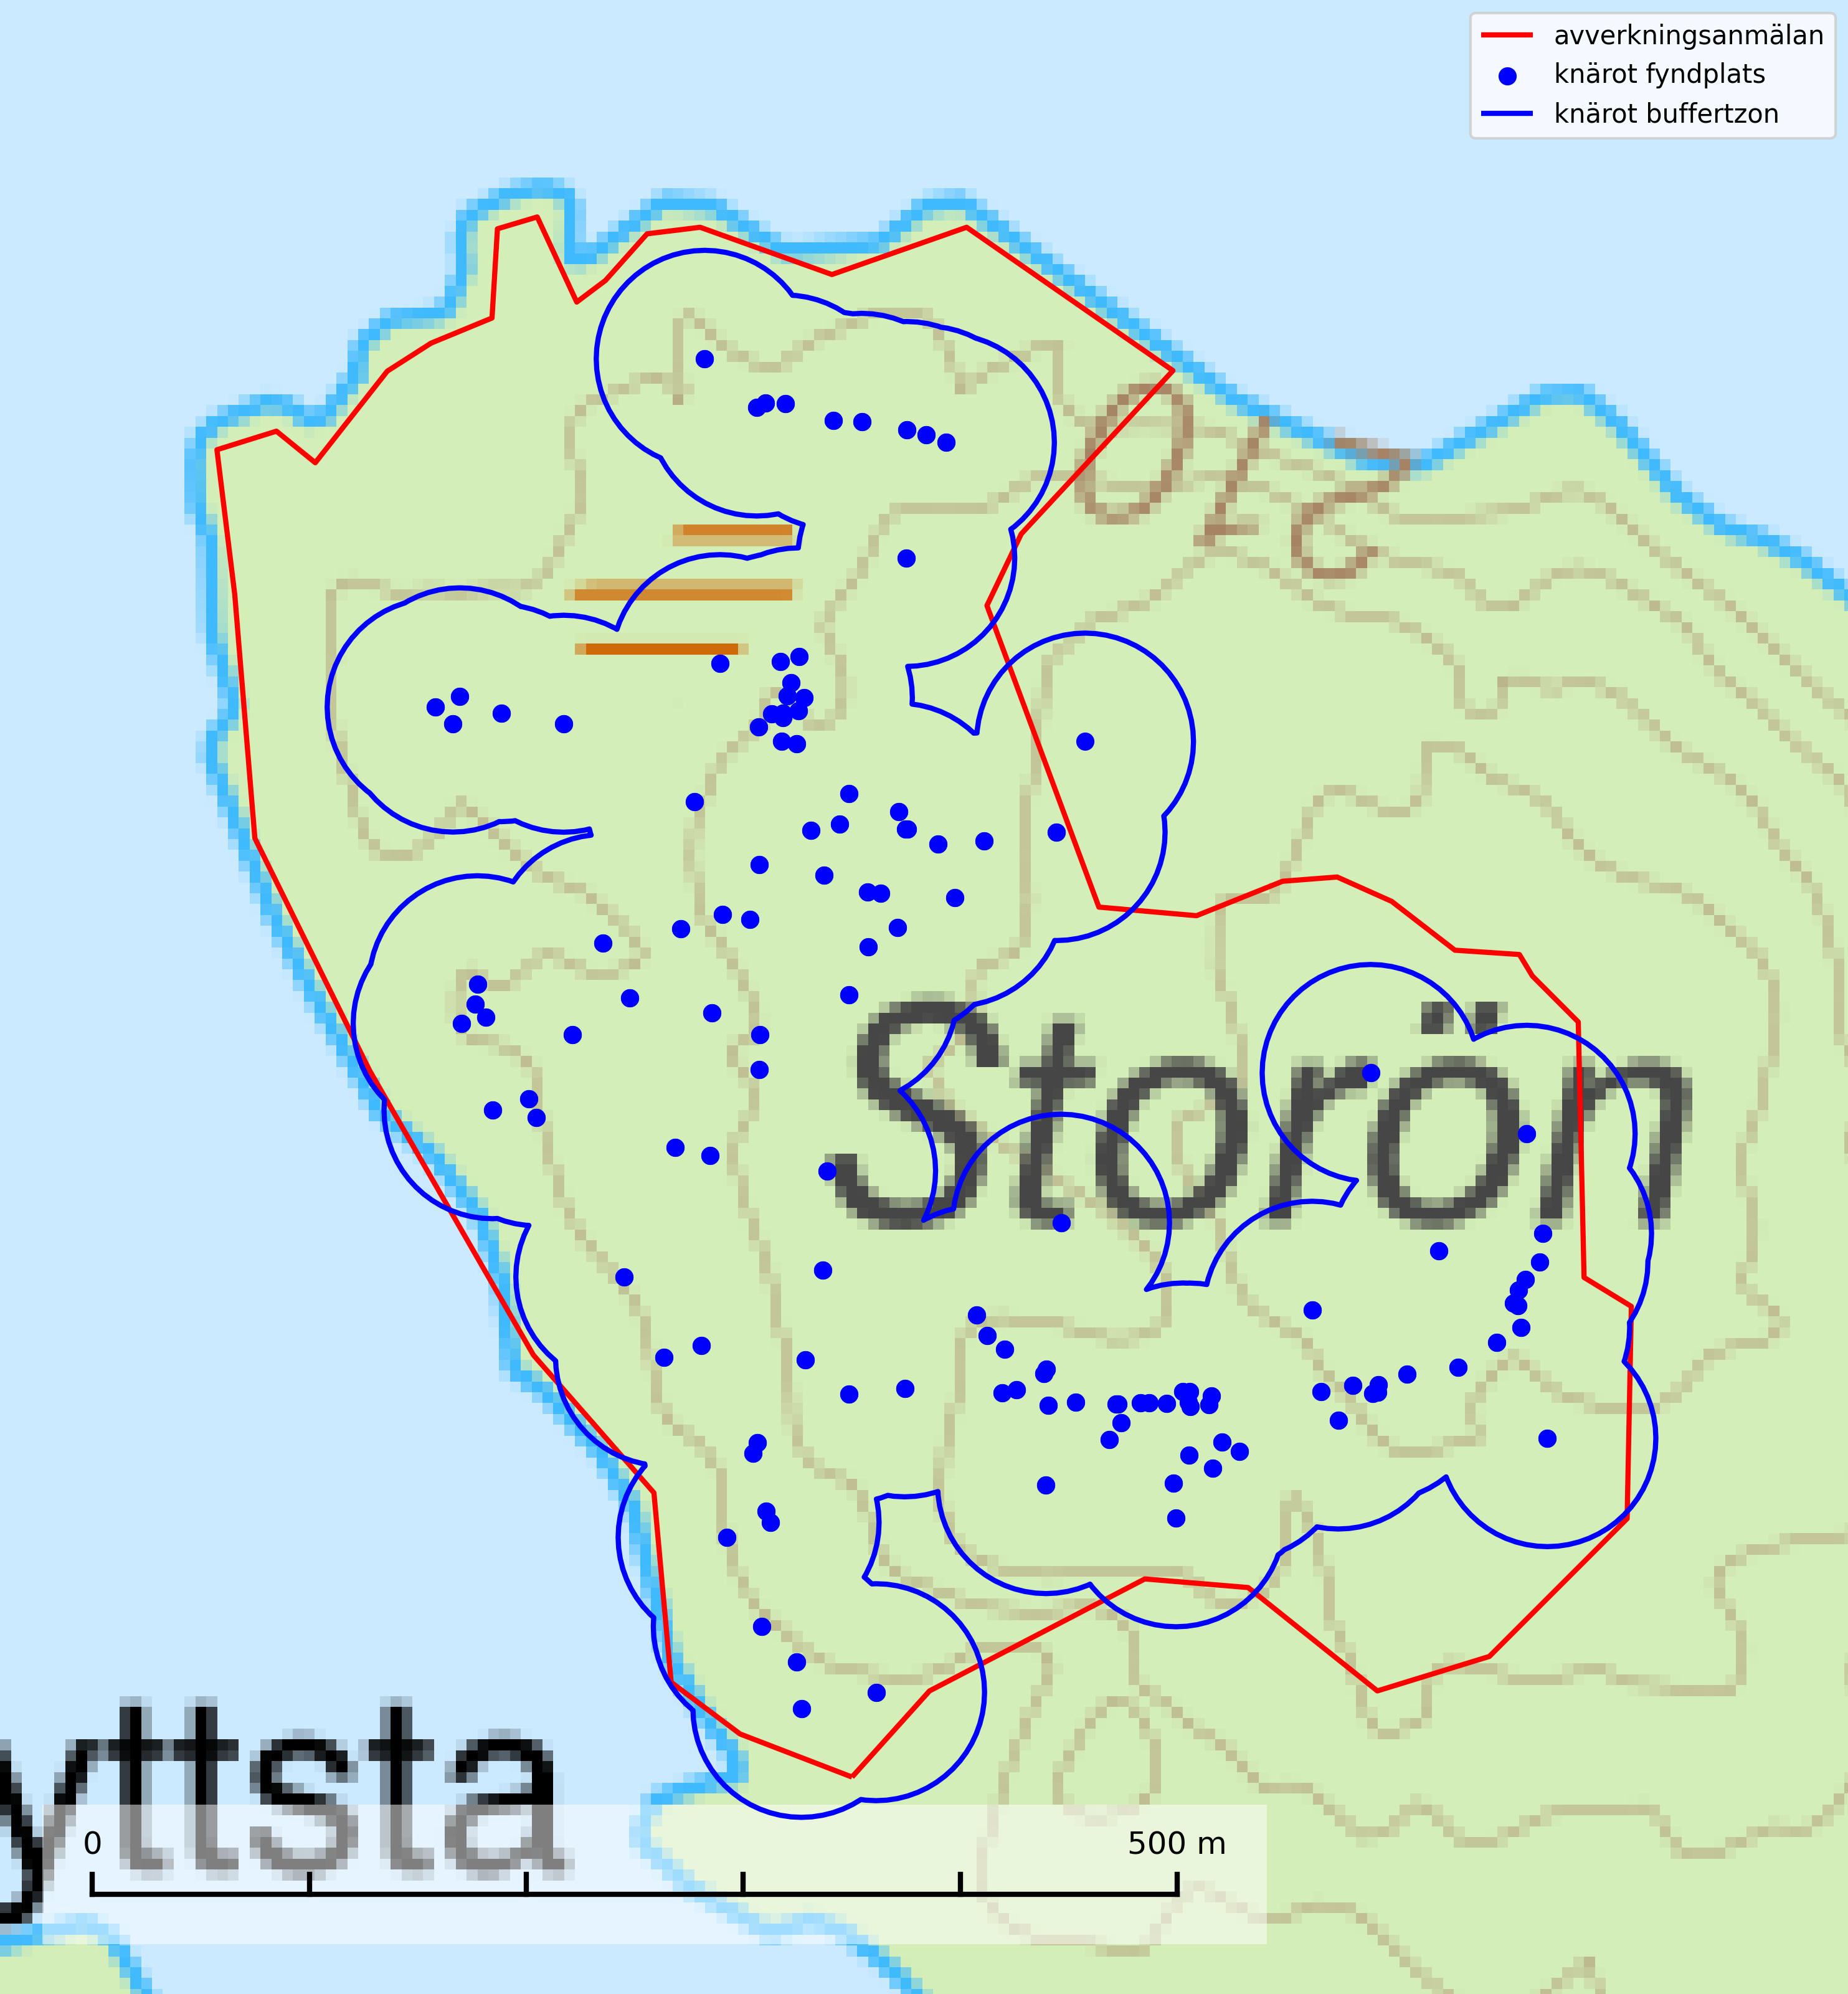 avverkningsanmälan
knärot fyndplats
knärot buffertzon
Storön
yttsta
0
500 m